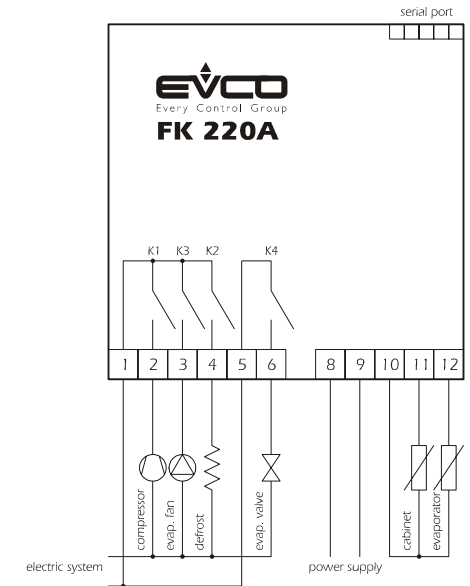 serial port
EVCO
Every Control Group
FK 220A
K1 K3 K2 K4
1 2 3 4 5 6 8 9 10 11 12
compressor
evap. fan
defrost
evap. valve
cabinet
evaporator
electric system
power supply